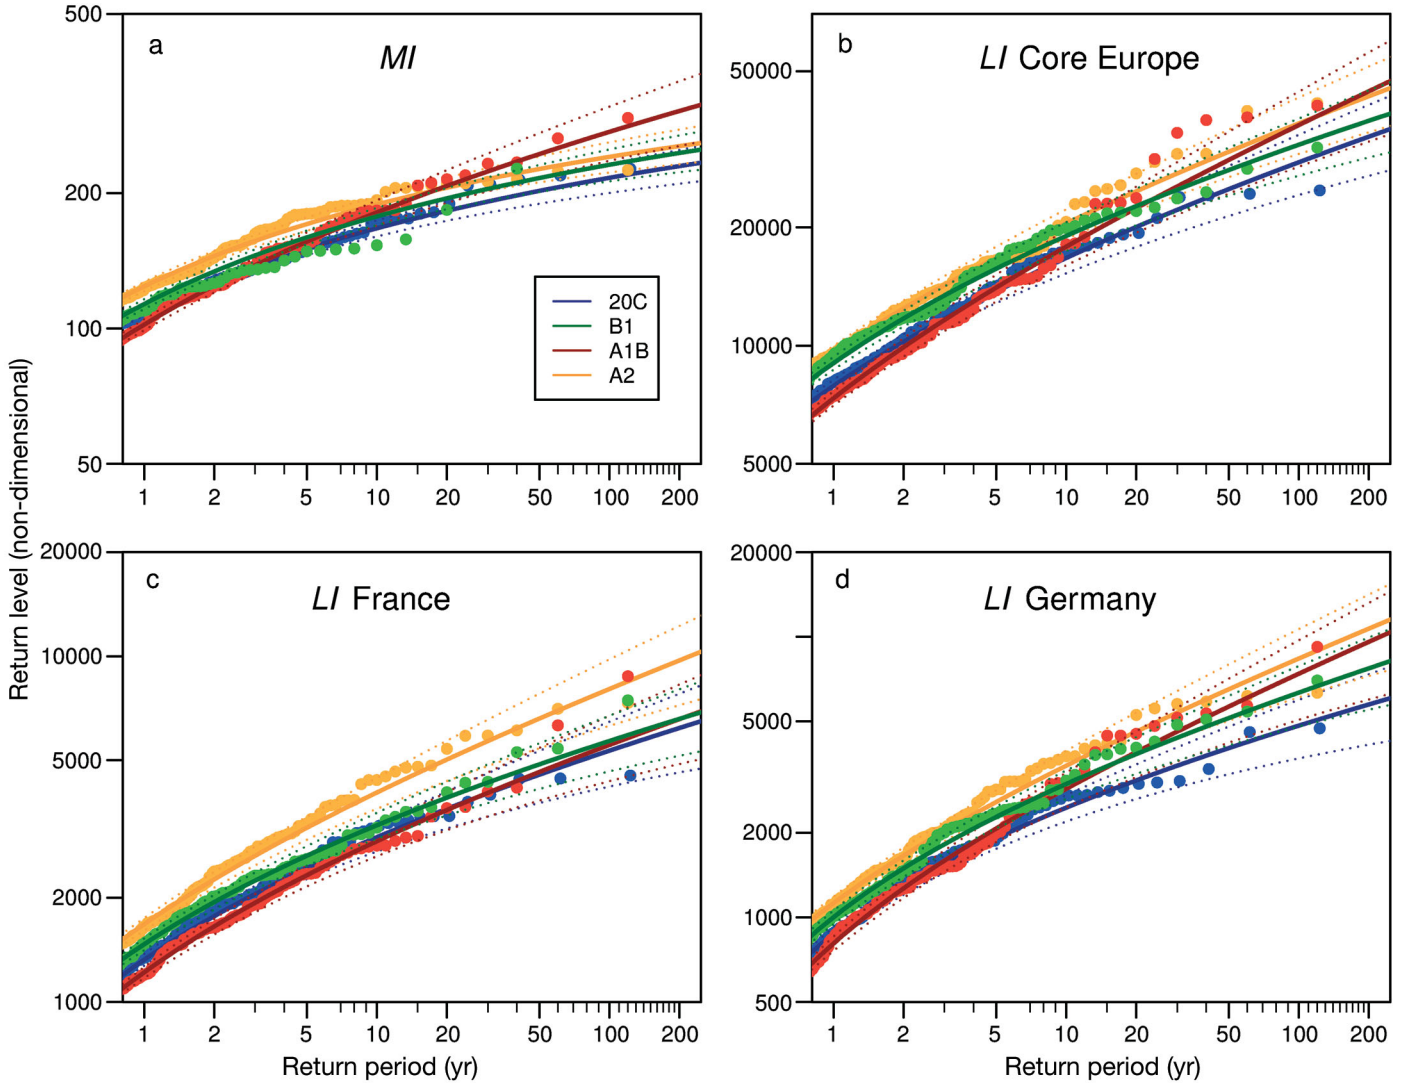 Return level (non-dimensional)
a
MI
500
200
100
50
20C
B1
A1B
A2
1 2 5 10 20 50 100 200
b
LI Core Europe
50000
20000
10000
5000
1 2 5 10 20 50 100 200
c
LI France
20000
10000
5000
2000
1000
1 2 5 10 20 50 100 200
Return period (yr)
d
LI Germany
20000
5000
2000
1000
500
1 2 5 10 20 50 100 200
Return period (yr)